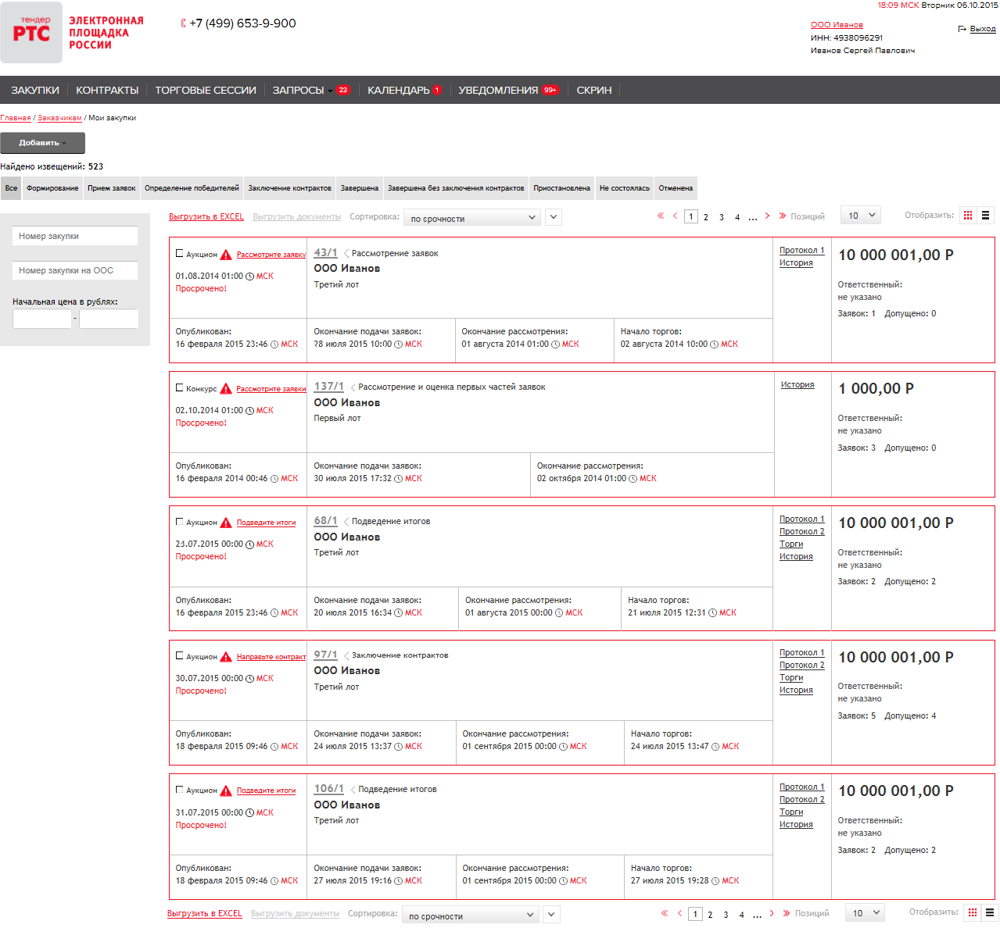 18:09 МСК Вторник 06.10.2015
тендер
РТС
ЭЛЕКТРОННАЯ
ПЛОЩАДКА
РОССИИ
+7 (499) 653-9-900
ООО Иванов
ИНН: 4938096291
Иванов Сергей Павлович
Выход
ЗАКУПКИ КОНТРАКТЫ ТОРГОВЫЕ СЕССИИ ЗАПРОСЫ 23 КАЛЕНДАРЬ 1 УВЕДОМЛЕНИЯ 99+ СКРИН
Главная / Заказчикам / Мои закупки
Добавить
Найдено извещений: 523
Все Формирование Прием заявок Определение победителей Заключение контрактов Завершена Завершена без заключения контрактов Приостановлена Не состоялась Отменена
Номер закупки
Номер закупки на ООС
Начальная цена в рублях:
-
Выгрузить в EXCEL Выгрузить документы Сортировка: по срочности
1 2 3 4 ... Позиций 10 Отобразить:
Аукцион Рассмотрите заявку
01.08.2014 01:00 МСК
Просрочено!
43/1 Рассмотрение заявок
ООО Иванов
Третий лот
Протокол 1
История
10 000 001,00 Р
Ответственный:
не указано
Заявок: 1 Допущено: 0
Опубликован:
16 февраля 2015 23:46 МСК
Окончание подачи заявок:
28 июля 2015 10:00 МСК
Окончание рассмотрения:
01 августа 2014 01:00 МСК
Начало торгов:
02 августа 2014 10:00 МСК
Конкурс Рассмотрите заявки
02.10.2014 01:00 МСК
Просрочено!
137/1 Рассмотрение и оценка первых частей заявок
ООО Иванов
Первый лот
История
1 000,00 Р
Ответственный:
не указано
Заявок: 3 Допущено: 0
Опубликован:
16 февраля 2014 00:46 МСК
Окончание подачи заявок:
30 июля 2015 17:32 МСК
Окончание рассмотрения:
02 октября 2014 01:00 МСК
Аукцион Подведите итоги
28.07.2015 00:00 МСК
Просрочено!
68/1 Подведение итогов
ООО Иванов
Третий лот
Протокол 1
Протокол 2
Торги
История
10 000 001,00 Р
Ответственный:
не указано
Заявок: 2 Допущено: 2
Опубликован:
16 февраля 2015 23:46 МСК
Окончание подачи заявок:
20 июля 2015 16:34 МСК
Окончание рассмотрения:
01 августа 2015 00:00 МСК
Начало торгов:
21 июля 2015 12:31 МСК
Аукцион Направьте контракт
30.07.2015 00:00 МСК
Просрочено!
97/1 Заключение контрактов
ООО Иванов
Третий лот
Протокол 1
Протокол 2
Торги
История
10 000 001,00 Р
Ответственный:
не указано
Заявок: 5 Допущено: 4
Опубликован:
18 февраля 2015 09:46 МСК
Окончание подачи заявок:
24 июля 2015 13:37 МСК
Окончание рассмотрения:
01 сентября 2015 00:00 МСК
Начало торгов:
24 июля 2015 13:47 МСК
Аукцион Подведите итоги
31.07.2015 00:00 МСК
Просрочено!
106/1 Подведение итогов
ООО Иванов
Третий лот
Протокол 1
Протокол 2
Торги
История
10 000 001,00 Р
Ответственный:
не указано
Заявок: 2 Допущено: 2
Опубликован:
18 февраля 2015 09:46 МСК
Окончание подачи заявок:
27 июля 2015 19:16 МСК
Окончание рассмотрения:
01 сентября 2015 00:00 МСК
Начало торгов:
27 июля 2015 19:28 МСК
Выгрузить в EXCEL Выгрузить документы Сортировка: по срочности
1 2 3 4 ... Позиций 10 Отобразить: